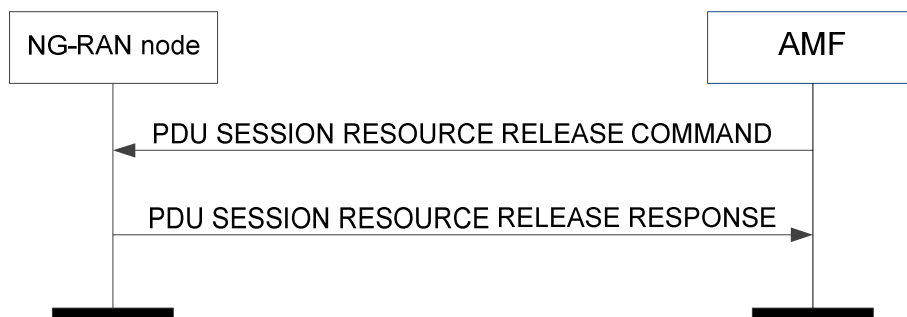 NG-RAN node
AMF
PDU SESSION RESOURCE RELEASE COMMAND
PDU SESSION RESOURCE RELEASE RESPONSE